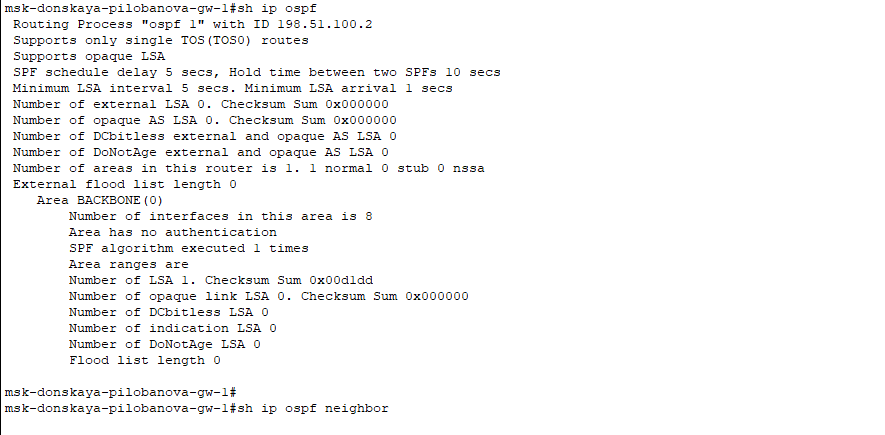 msk-donskaya-pilobanova-gw-1#sh ip ospf
Routing Process "ospf 1" with ID 198.51.100.2
Supports only single TOS(TOS0) routes
Supports opaque LSA
SPF schedule delay 5 secs, Hold time between two SPFs 10 secs
Minimum LSA interval 5 secs. Minimum LSA arrival 1 secs
Number of external LSA 0. Checksum Sum 0x000000
Number of opaque AS LSA 0. Checksum Sum 0x000000
Number of DCbitless external and opaque AS LSA 0
Number of DoNotAge external and opaque AS LSA 0
Number of areas in this router is 1. 1 normal 0 stub 0 nssa
External flood list length 0
Area BACKBONE(0)
Number of interfaces in this area is 8
Area has no authentication
SPF algorithm executed 1 times
Area ranges are
Number of LSA 1. Checksum Sum 0x00d1dd
Number of opaque link LSA 0. Checksum Sum 0x000000
Number of DCbitless LSA 0
Number of indication LSA 0
Number of DoNotAge LSA 0
Flood list length 0
msk-donskaya-pilobanova-gw-1#
msk-donskaya-pilobanova-gw-1#sh ip ospf neighbor